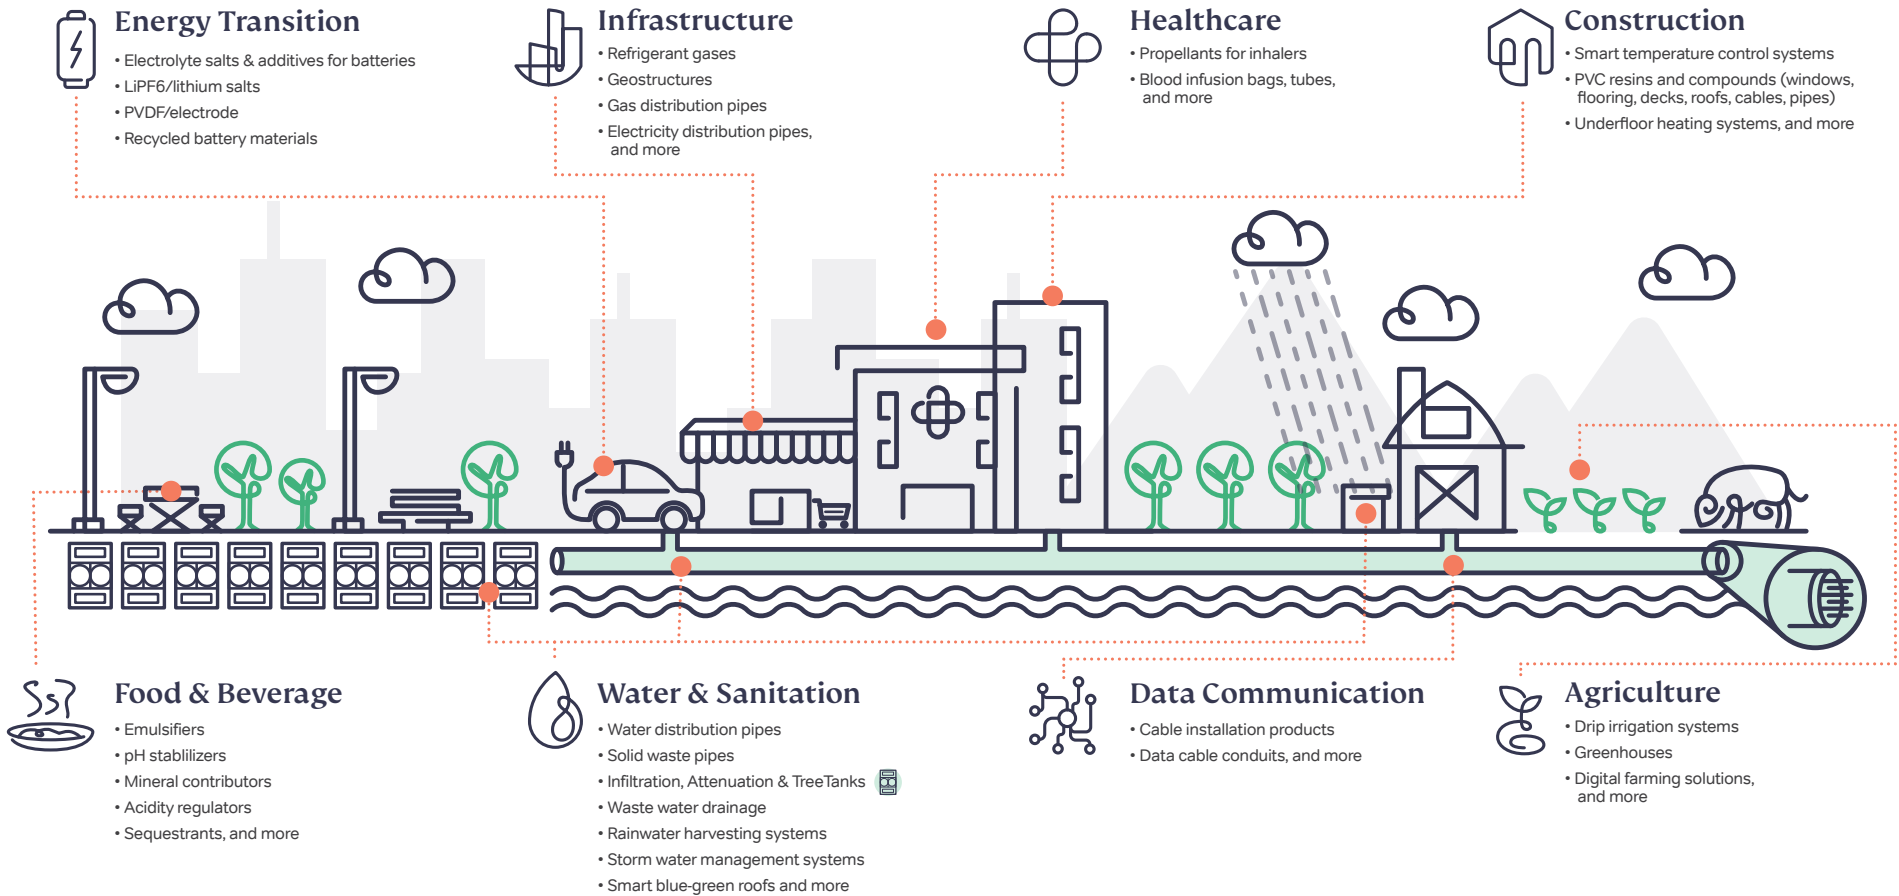 Energy Transition
• Electrolyte salts & additives for batteries
• LiPF6/lithium salts
• PVDF/electrode
• Recycled battery materials
Infrastructure
• Refrigerant gases
• Geostructures
• Gas distribution pipes
• Electricity distribution pipes,
and more
Healthcare
• Propellants for inhalers
• Blood infusion bags, tubes,
and more
Construction
• Smart temperature control systems
• PVC resins and compounds (windows,
flooring, decks, roofs, cables, pipes)
• Underfloor heating systems, and more
Food & Beverage
• Emulsifiers
• pH stablilizers
• Mineral contributors
• Acidity regulators
• Sequestrants, and more
Water & Sanitation
• Water distribution pipes
• Solid waste pipes
• Infiltration, Attenuation & TreeTanks
• Waste water drainage
• Rainwater harvesting systems
• Storm water management systems
• Smart blue-green roofs and more
Data Communication
• Cable installation products
• Data cable conduits, and more
Agriculture
• Drip irrigation systems
• Greenhouses
• Digital farming solutions,
and more